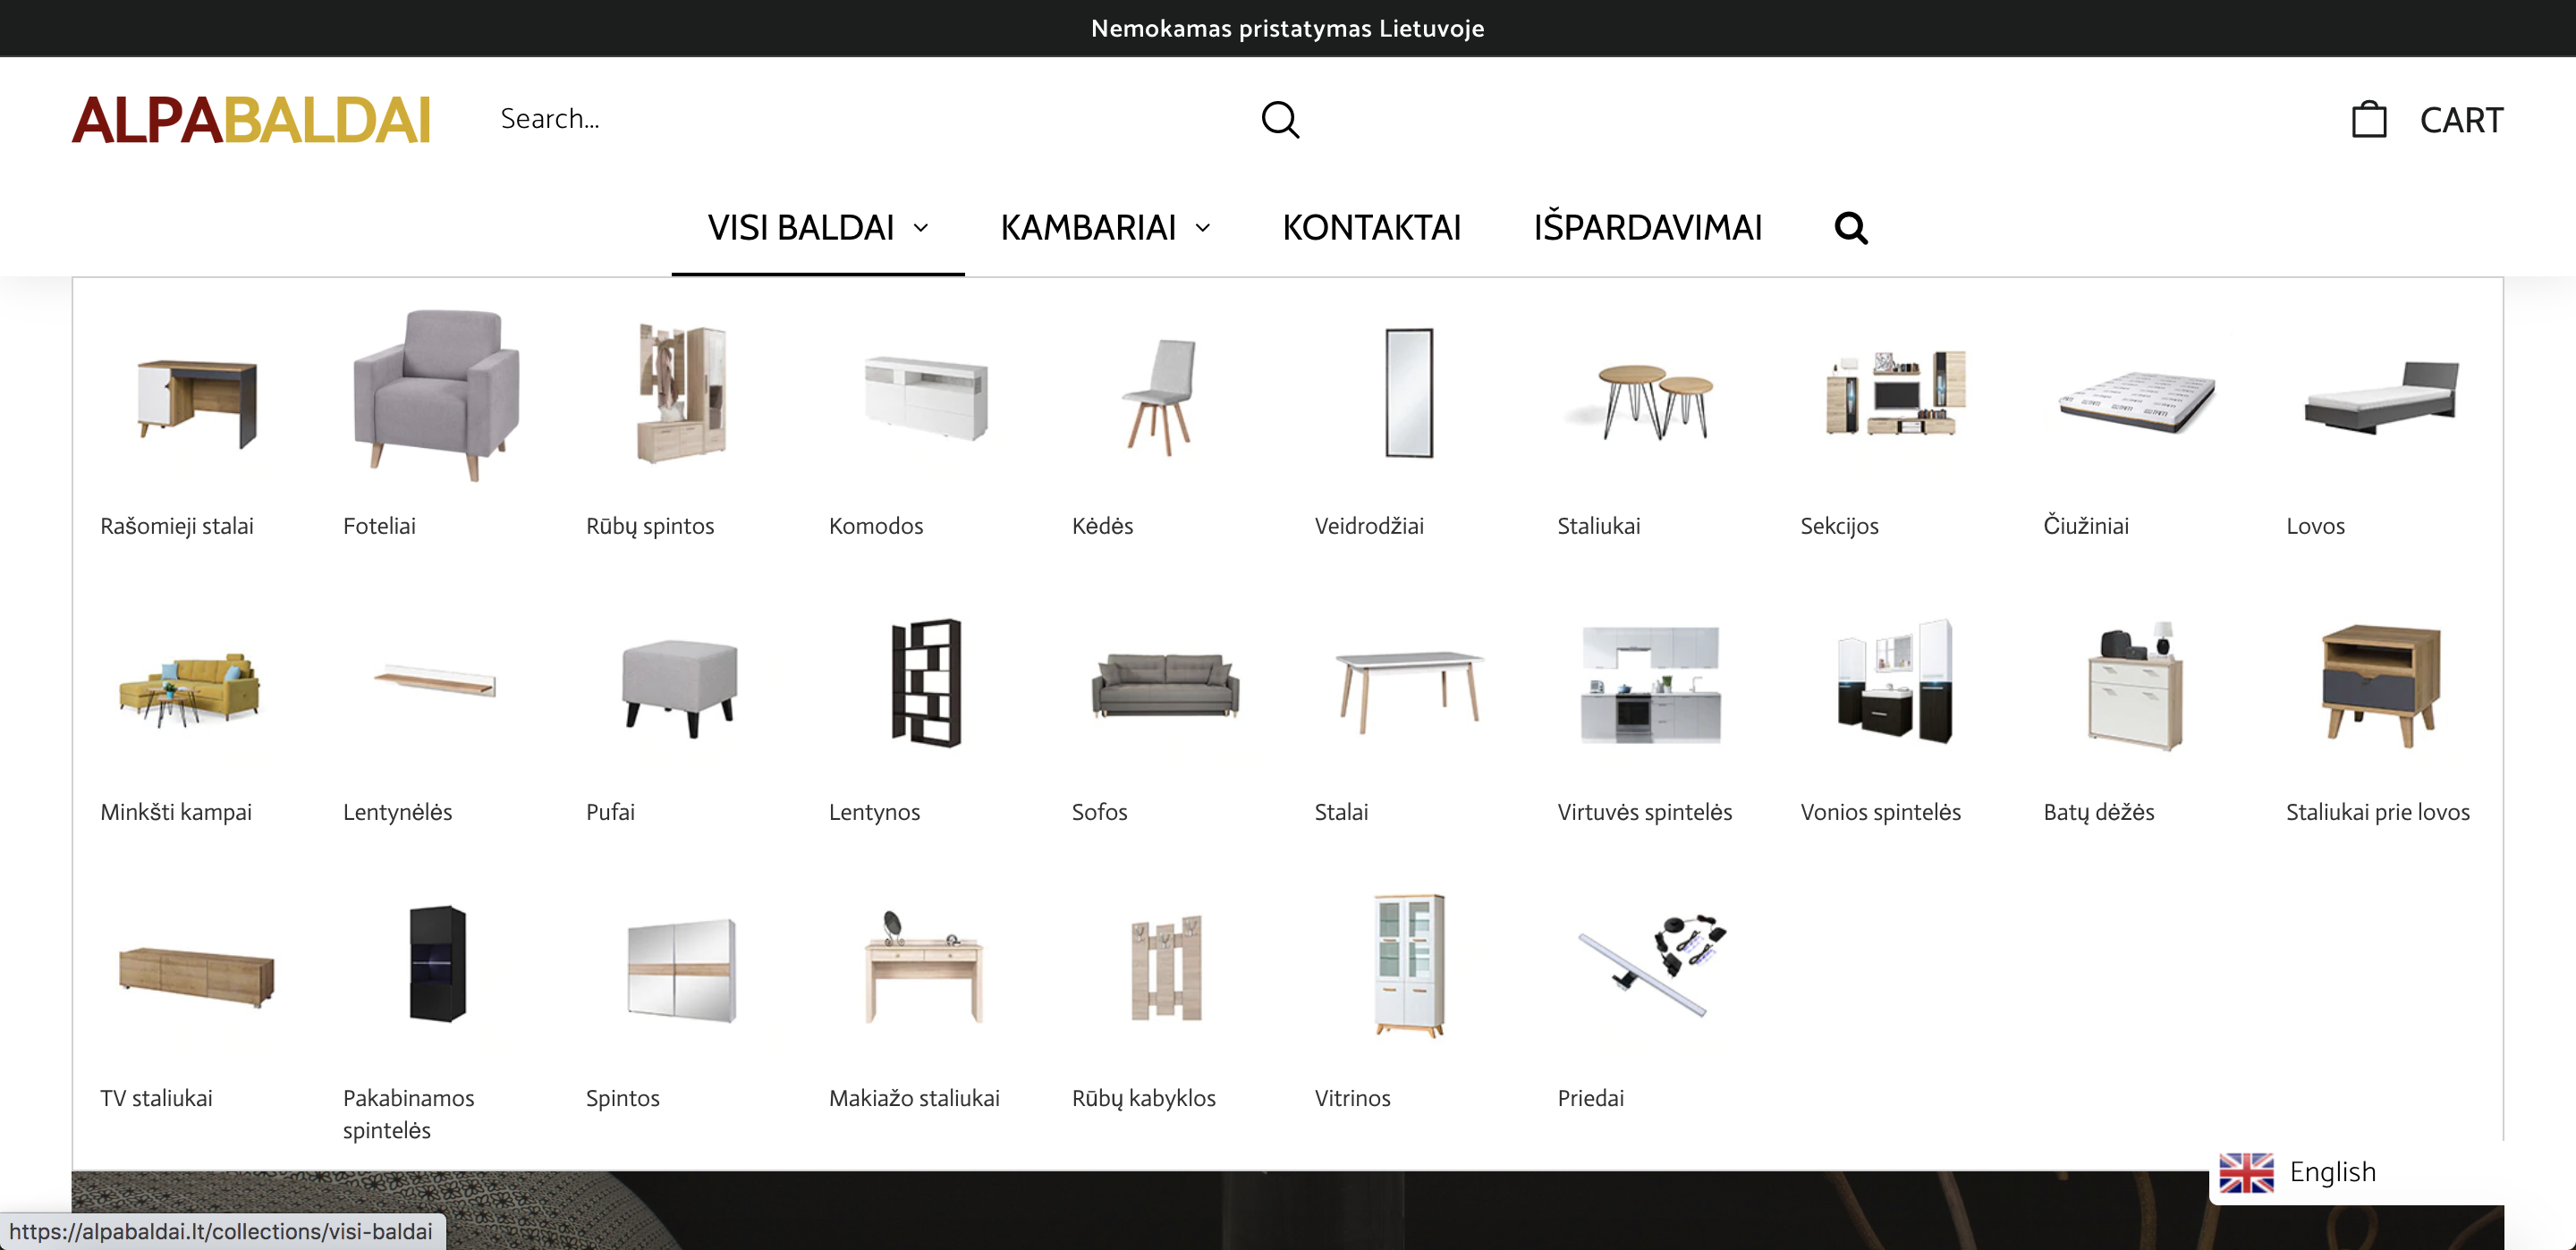 Nemokamas pristatymas Lietuvoje
ALPABALDAI
Search...
CART
VISI BALDAI
KAMBARIAI
KONTAKTAI
IŠPARDAVIMAI
Rašomieji stalai
Foteliai
Rūbų spintos
Komodos
Kėdės
Veidrodžiai
Staliukai
Sekcijos
Čiužiniai
Lovos
Minkšti kampai
Lentynėlės
Pufai
Lentynos
Sofos
Stalai
Virtuvės spintelės
Vonios spintelės
Batų dėžės
Staliukai prie lovos
TV staliukai
Pakabinamos
spintelės
Spintos
Makiažo staliukai
Rūbų kabyklos
Vitrinos
Priedai
English
https://alpabaldai.lt/collections/visi-baldai